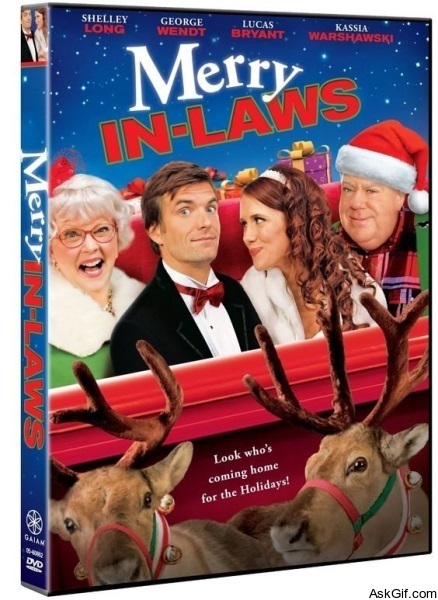 SHELLEY LONG
GEORGE WENDT
LUCAS BRYANT
KASSIA WARSHAWSKI
Merry
IN-LAWS
Look who's
coming home
for the Holidays!
Merry IN-LAWS
GAIAM
DVD
AskGif.com